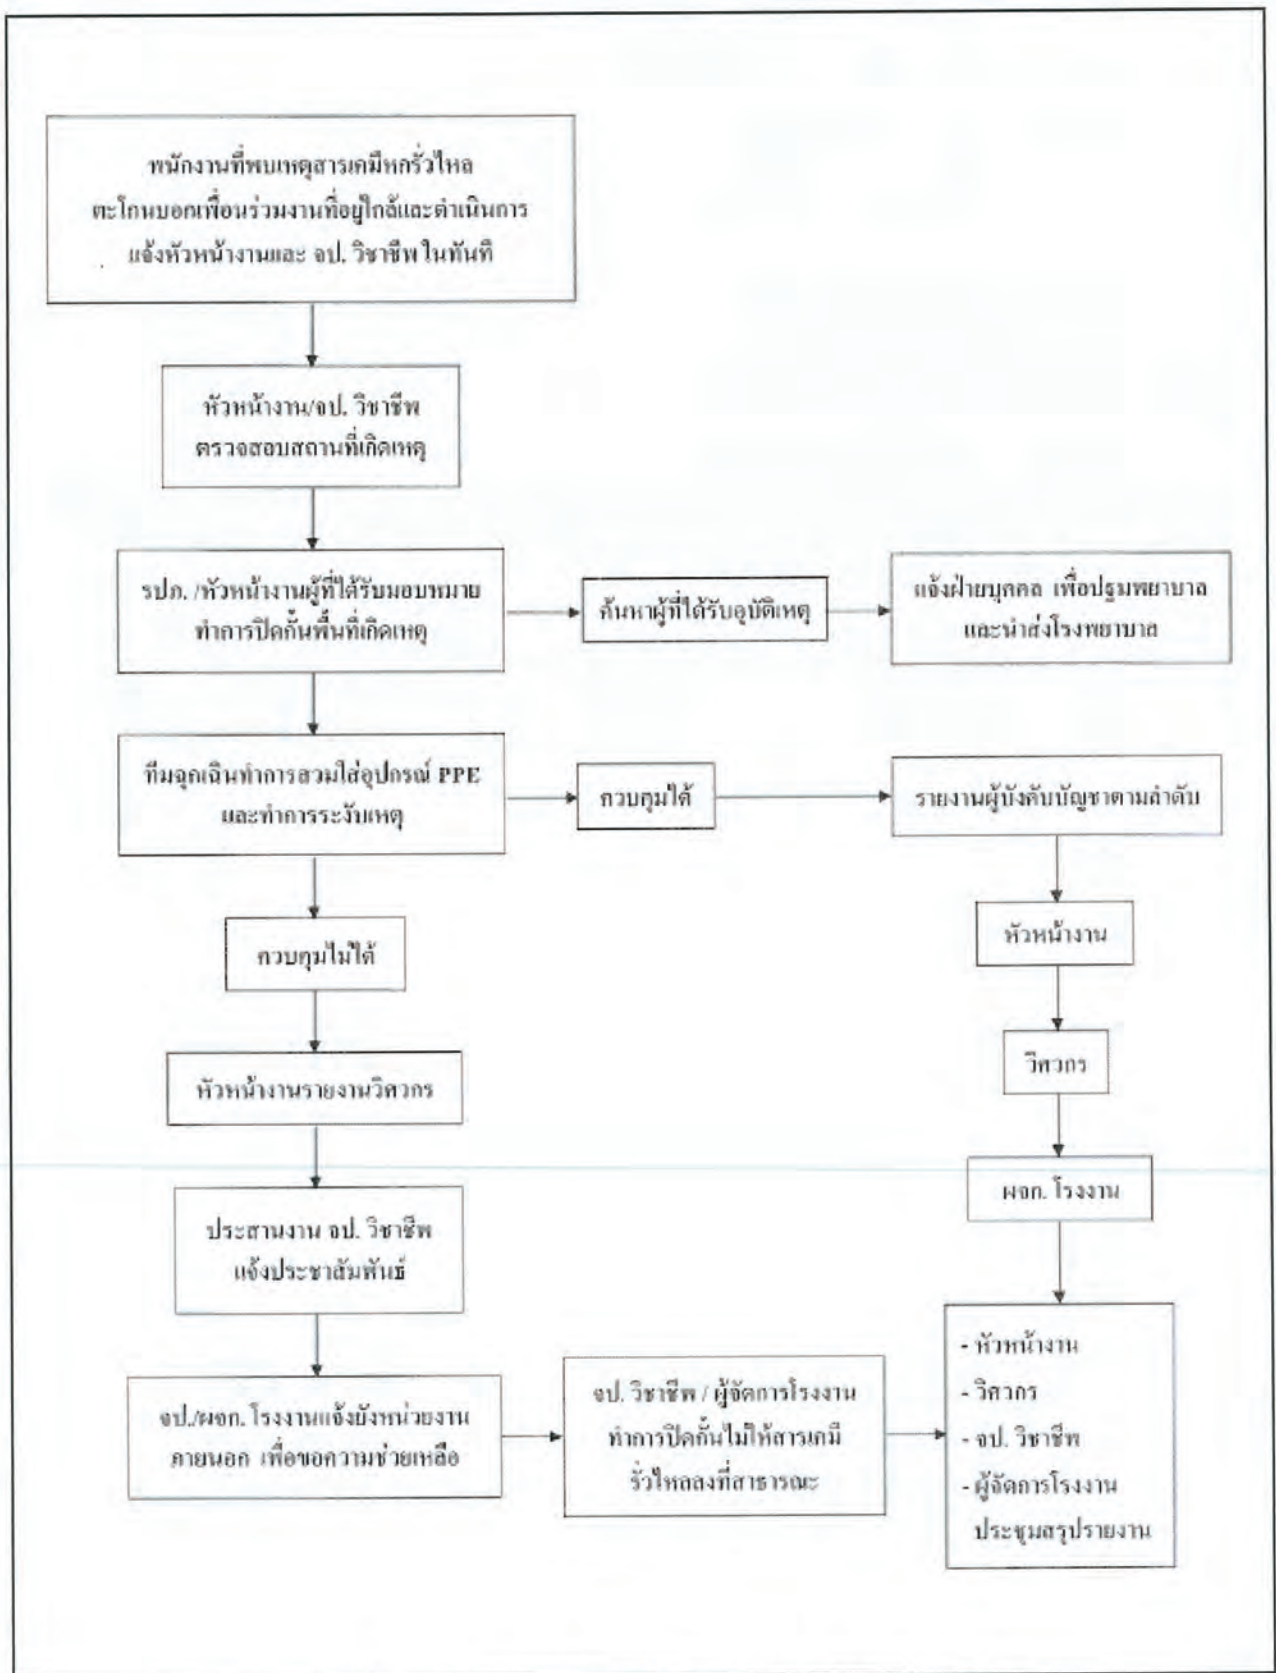 พนักงานที่พบเหตุสารเคมีหกรั่วไหล
ตะโกนบอกเพื่อนร่วมงานที่อยู่ใกล้และดำเนินการ
แจ้งหัวหน้างานและ จป. วิชาชีพ ในทันที
หัวหน้างาน/จป. วิชาชีพ
ตรวจสอบสถานที่เกิดเหตุ
รปภ. /หัวหน้างานผู้ที่ได้รับมอบหมาย
ทำการปิดกั้นพื้นที่เกิดเหตุ
ค้นหาผู้ที่ได้รับอุบัติเหตุ
แจ้งฝ่ายบุคคล เพื่อปฐมพยาบาล
และนำส่งโรงพยาบาล
ทีมฉุกเฉินทำการสวมใส่อุปกรณ์ PPE
และทำการระงับเหตุ
ควบคุมได้
รายงานผู้บังคับบัญชาตามลำดับ
หัวหน้างาน
วิศวกร
ผจก. โรงงาน
ควบคุมไม่ได้
หัวหน้างานรายงานวิศวกร
ประสานงาน จป. วิชาชีพ
แจ้งประชาสัมพันธ์
จป./ผจก. โรงงานแจ้งยังหน่วยงาน
ภายนอก เพื่อขอความช่วยเหลือ
จป. วิชาชีพ / ผู้จัดการโรงงาน
ทำการปิดกั้นไม่ให้สารเคมี
รั่วไหลลงที่สาธารณะ
- หัวหน้างาน
- วิศวกร
- จป. วิชาชีพ
- ผู้จัดการโรงงาน
ประชุมสรุปรายงาน